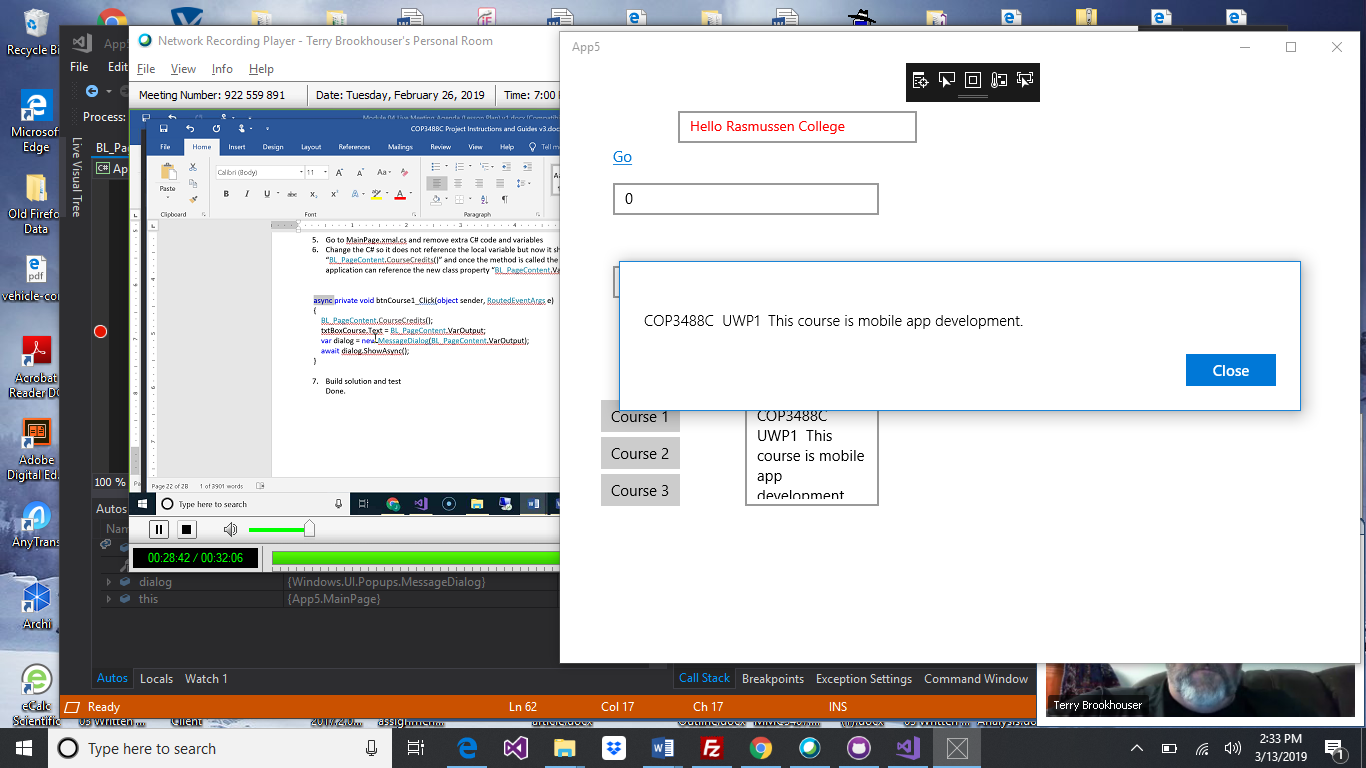 Recycle Bi
Microsoft
Edge
Old Firefo
Data
pdf
vehicle-con
Acrobat
Reader DC
Adobe
Digital Ed...
AnyTrans
Archi
eCalc
Scientific
App5
File
Edit
Process:
Live Visual Tree
BL_Pa
C# Ap
100 %
Network Recording Player - Terry Brookhouser's Personal Room
File View Info Help
Meeting Number: 922 559 891
Date: Tuesday, February 26, 2019
Time: 7:00
COP3488C Project Instructions and Guides v3.doc
File Home Insert Design Layout References Mailings Review View Help Tell me
Paste
Calibri (Body) 11
Clipboard Font Paragraph
5. Go to MainPage.xmal.cs and remove extra C# code and variables
6. Change the C# so it does not reference the local variable but now it sh
"BL_PageContent.CourseCredits()" and once the method is called the
application can reference the new class property "BL_PageContent.Va
async private void btnCourse1_Click(object sender, RoutedEventArgs e)
{
BL_PageContent.CourseCredits();
txtBoxCourse.Text = BL_PageContent.VarOutput;
var dialog = new MessageDialog(BL_PageContent.VarOutput);
await dialog.ShowAsync();
}
7. Build solution and test
Done.
Page 22 of 28 1 of 3901 words
Type here to search
00:28:42 / 00:32:06
App5
Hello Rasmussen College
Go
0
COP3488C UWP1 This course is mobile app development.
Close
Course 1
Course 2
Course 3
COP3488C
UWP1 This
course is mobile
app
development
Autos
Nam
dialog {Windows.UI.Popups.MessageDialog}
this {App5.MainPage}
Autos Locals Watch 1
Call Stack Breakpoints Exception Settings Command Window
Ready Ln 62 Col 17 Ch 17 INS
Terry Brookhouser
Type here to search
2:33 PM
3/13/2019
1